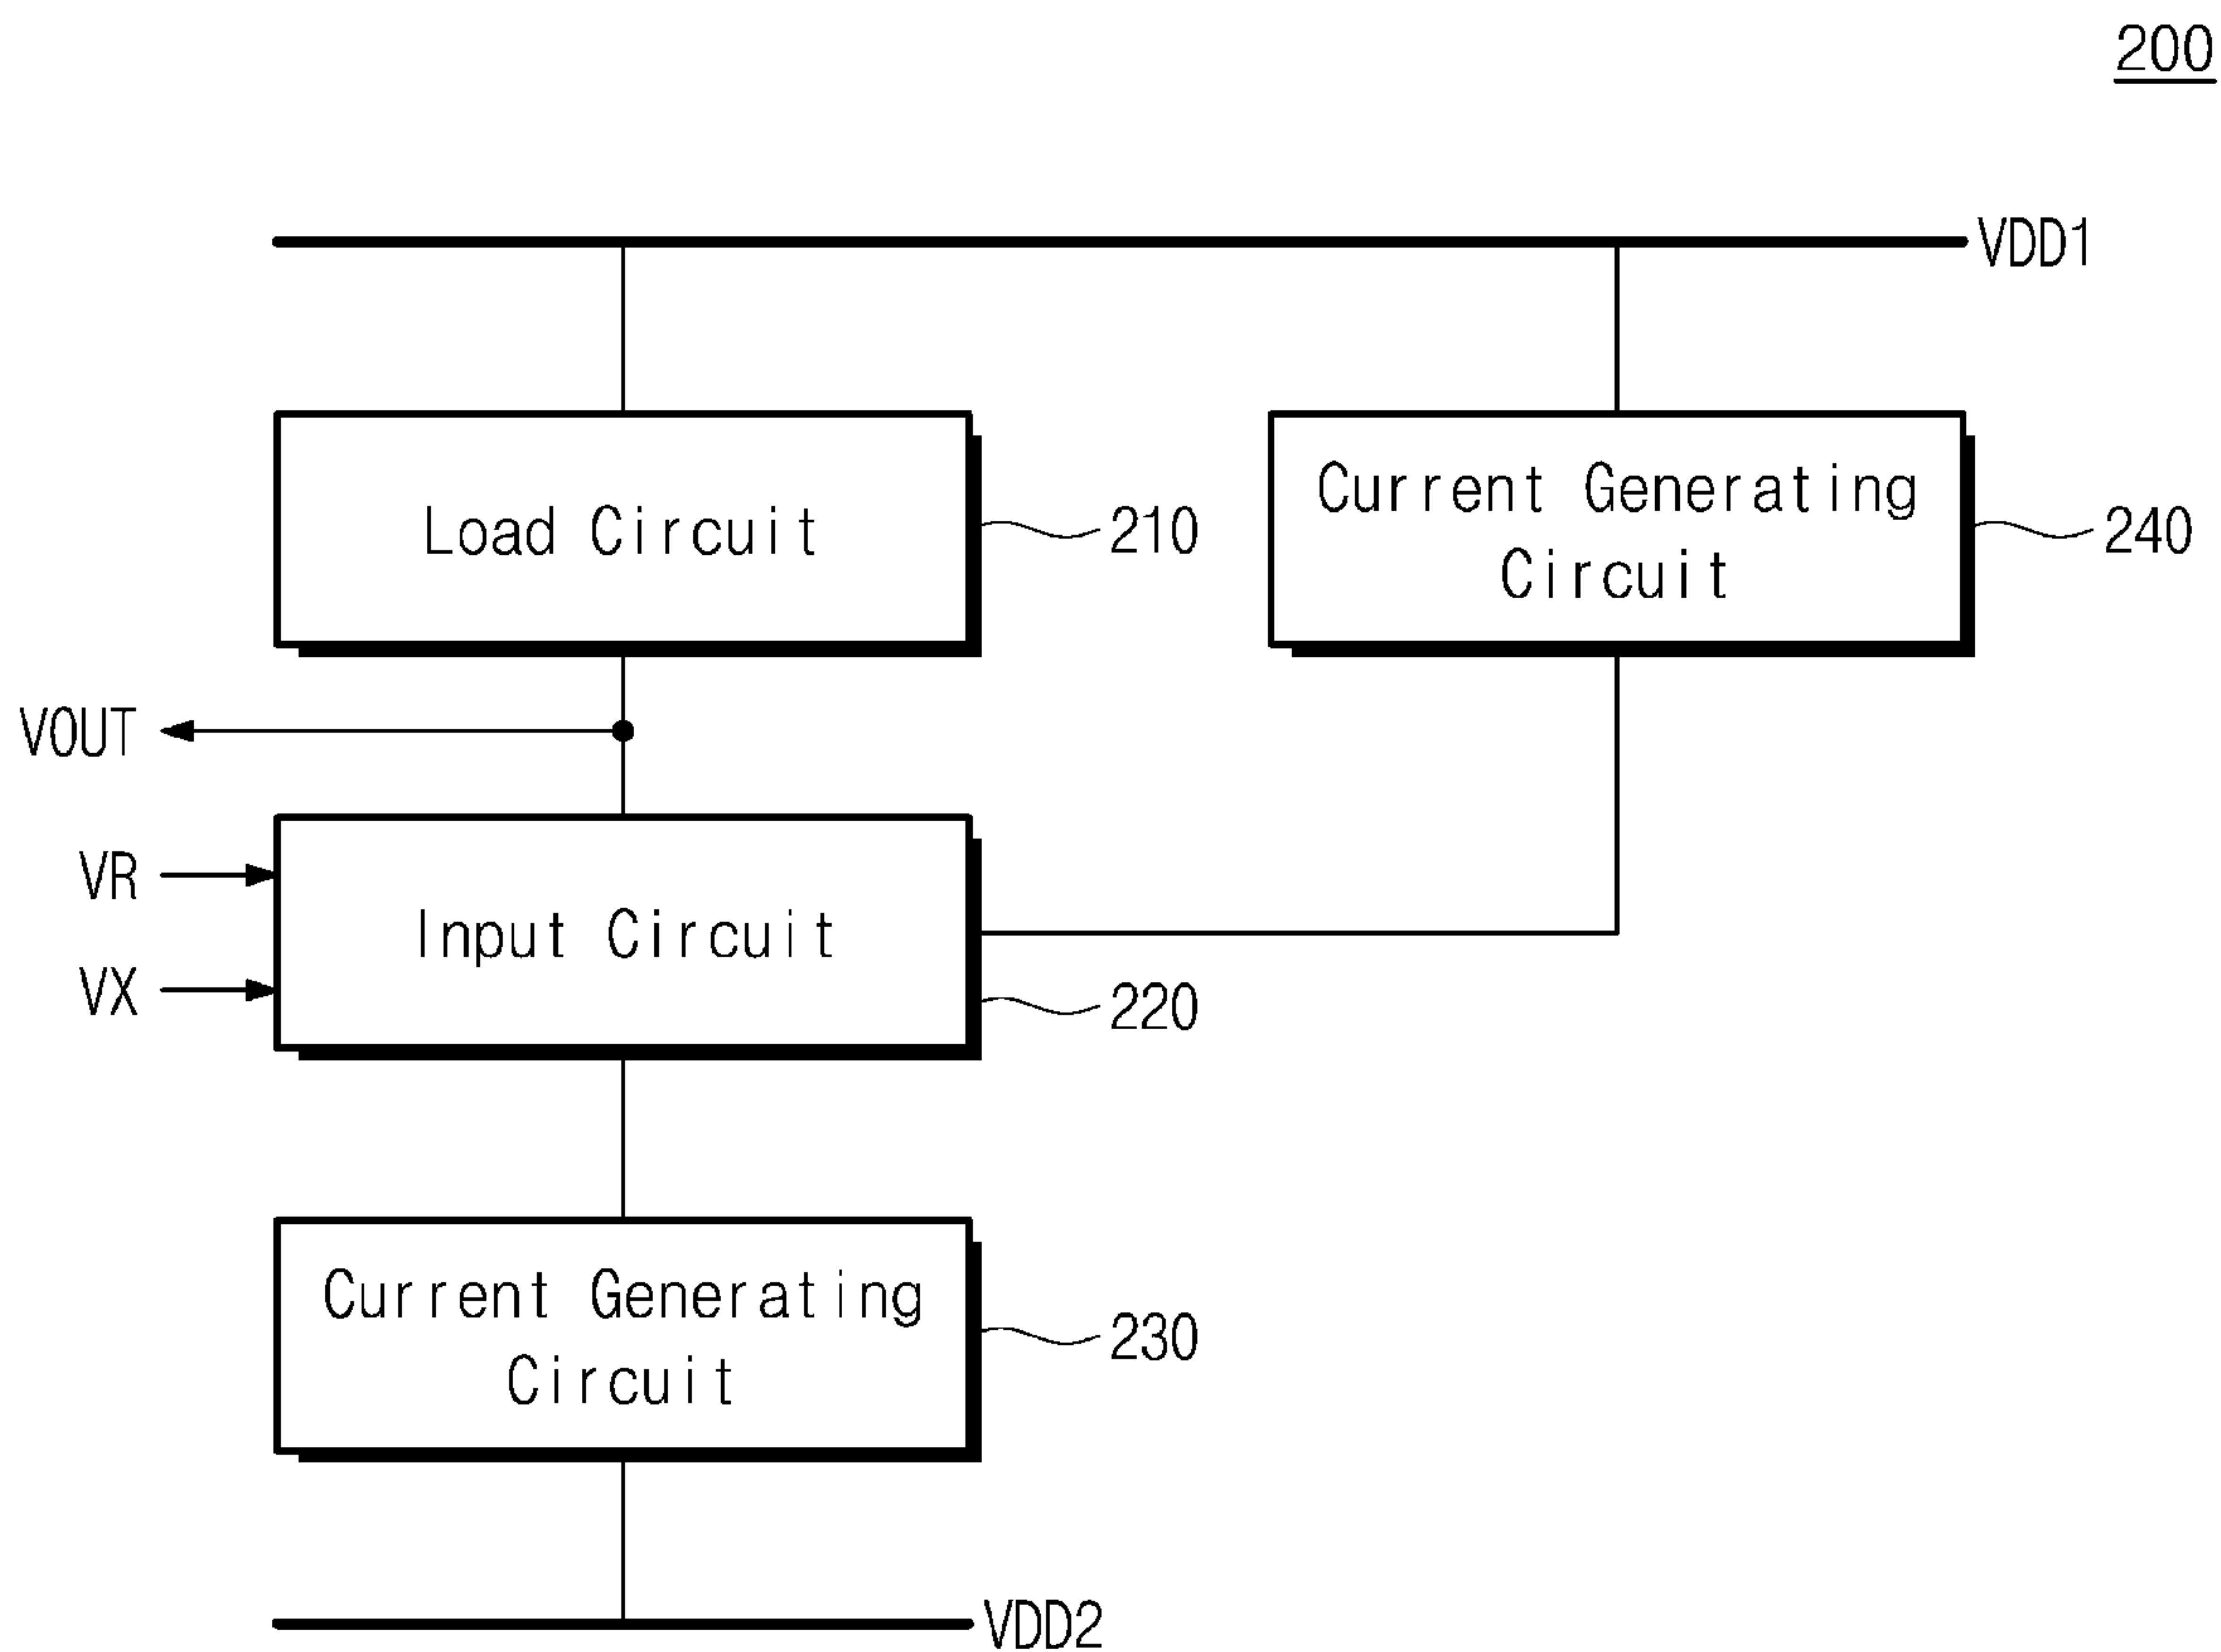 200
VDD1
Load Circuit
210
Current Generating
Circuit
240
VOUT
VR
VX
Input Circuit
220
Current Generating
Circuit
230
VDD2